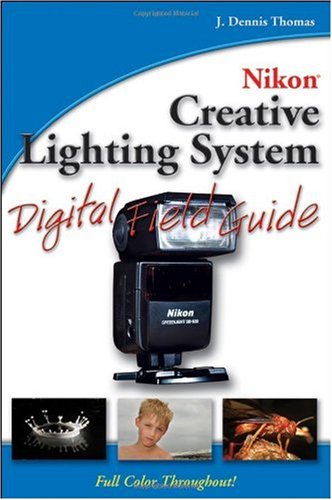 J. Dennis Thomas
Nikon®
Creative
Lighting System
Digital Field Guide
Nikon
SPEEDLIGHT SB-600
Full Color Throughout!